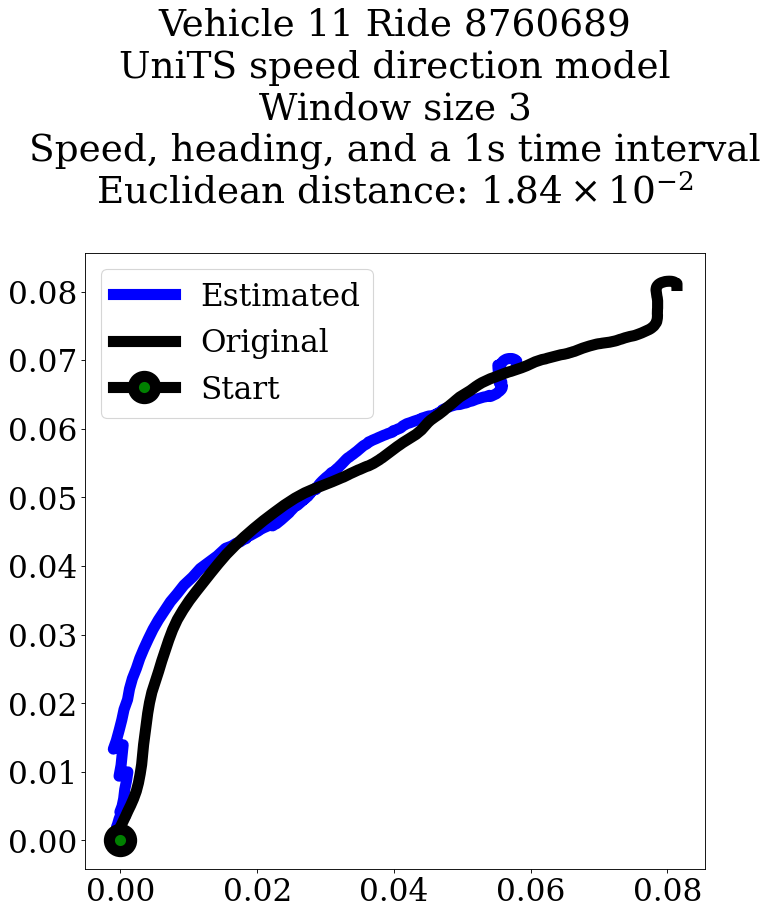 Vehicle 11 Ride 8760689
UniTS speed direction model
Window size 3
Speed, heading, and a 1s time interval
Euclidean distance: 1.84 × 10⁻²
Estimated
Original
Start
0.08
0.07
0.06
0.05
0.04
0.03
0.02
0.01
0.00
0.00 0.02 0.04 0.06 0.08